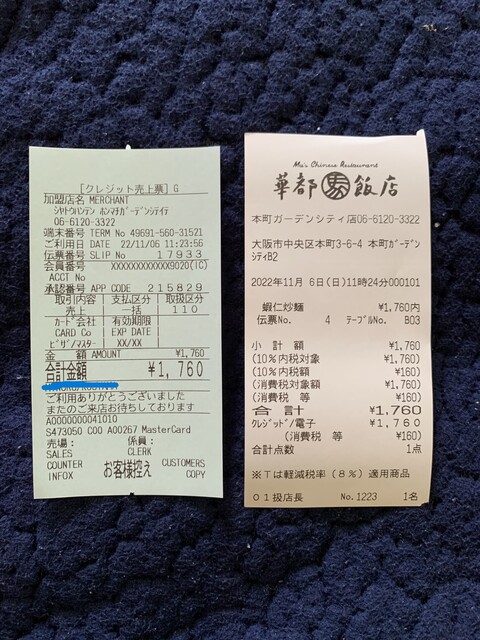 [クレジット売上票] G
加盟店名 MERCHANT
シヤトウハンテン ホンマチガ-デンシテイテ
06-6120-3322
端末番号 TERM No 49691-560-31521
ご利用日 DATE 22/11/06 11:23:56
伝票番号 SLIP No 17933
会員番号 XXXXXXXXXXXX9020(IC)
ACCT No
承認番号 APP CODE 215829
取引内容 支払区分 取扱区分
売上 一括 110
カード会社 有効期限
CARD Co EXP DATE
ビザ/マスター XX/XX
金 額 AMOUNT ¥1,760
合計金額 ¥1,760
ご利用ありがとうございました
またのご来店お待ちしております
A0000000041010
S473050 C00 A00267 MasterCard
売場: 係員:
SALES CLERK
COUNTER お客様控え CUSTOMERS
INFOX COPY
Ma's Chinese Restaurant
華都 馬 飯店
本町ガーデンシティ店06-6120-3322
大阪市中央区本町3-6-4 本町ガーデン
シティB2
2022年11月 6日(日)11時24分000101
蝦仁炒麺 ¥1,760内
伝票No. 4 テーブルNo. B03
小 計 額 ¥1,760
(10%内税対象 ¥1,760)
(10%内税額 ¥160)
(消費税対象額 ¥1,760)
(消費税 等 ¥160)
合 計 ¥1,760
クレジット/電子 ¥1,760
(消費税 等 ¥160)
合計点数 1点
※Tは軽減税率(8%)適用商品
01扱店長 No.1223 1名